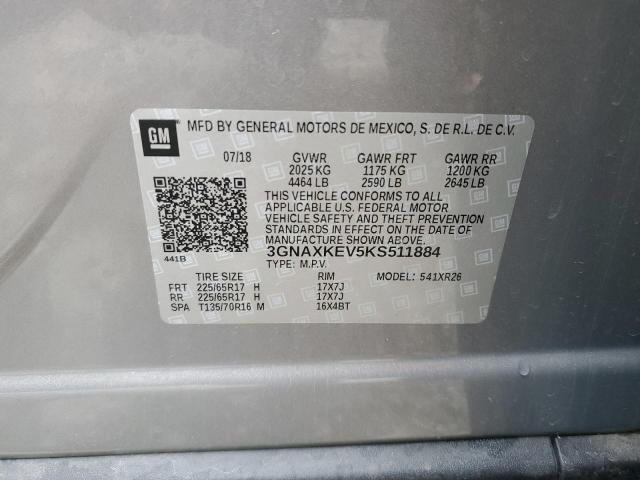 GM
MFD BY GENERAL MOTORS DE MEXICO, S. DE R.L. DE C.V.
07/18 GVWR GAWR FRT GAWR RR
2025 KG 1175 KG 1200 KG
4464 LB 2590 LB 2645 LB
THIS VEHICLE CONFORMS TO ALL
APPLICABLE U.S. FEDERAL MOTOR
VEHICLE SAFETY AND THEFT PREVENTION
STANDARDS IN EFFECT ON THE DATE OF
MANUFACTURE SHOWN ABOVE.
3GNAXKEV5KS511884
441B TYPE: M.P.V.
TIRE SIZE RIM MODEL: 541XR26
FRT 225/65R17 H 17X7J
RR 225/65R17 H 17X7J
SPA T135/70R16 M 16X4BT